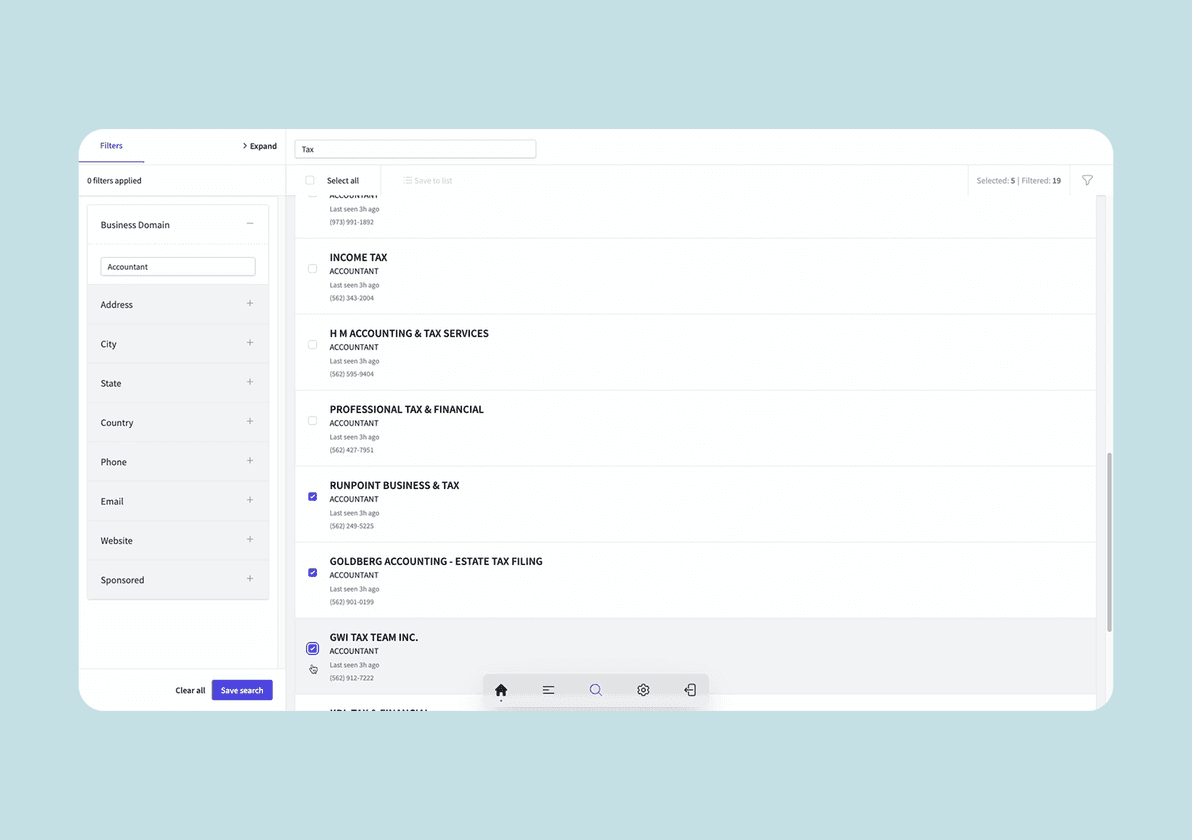 Filters
Expand
Tax
0 filters applied
Select all
Save to list
Selected: 5 | Filtered: 19
Business Domain
Accountant
Address
City
State
Country
Phone
Email
Website
Sponsored
Clear all
Save search
ACCOUNTANT
Last seen 3h ago
(973) 991-1892
INCOME TAX
ACCOUNTANT
Last seen 3h ago
(562) 343-2004
H M ACCOUNTING & TAX SERVICES
ACCOUNTANT
Last seen 3h ago
(562) 595-9404
PROFESSIONAL TAX & FINANCIAL
ACCOUNTANT
Last seen 3h ago
(562) 427-7951
RUNPOINT BUSINESS & TAX
ACCOUNTANT
Last seen 3h ago
(562) 249-5225
GOLDBERG ACCOUNTING - ESTATE TAX FILING
ACCOUNTANT
Last seen 3h ago
(562) 901-0199
GWI TAX TEAM INC.
ACCOUNTANT
Last seen 3h ago
(562) 912-7222
TAX & FINANCIAL